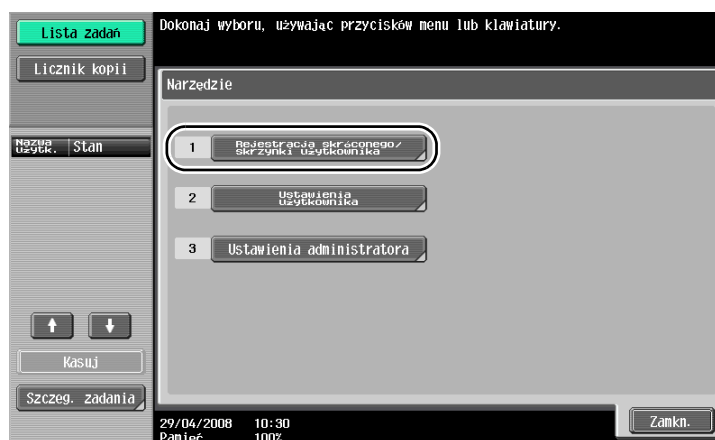 Lista zadań
Licznik kopii
Nazwa użytk.
Stan
Kasuj
Szczeg. zadania
Dokonaj wyboru, używając przycisków menu lub klawiatury.
Narzędzie
1 Rejestracja skráconego/
skrzynki użytkownika
2 Ustawienia
użytkownika
3 Ustawienia administratora
29/04/2008 10:30
Pamięć 100%
Zamkn.